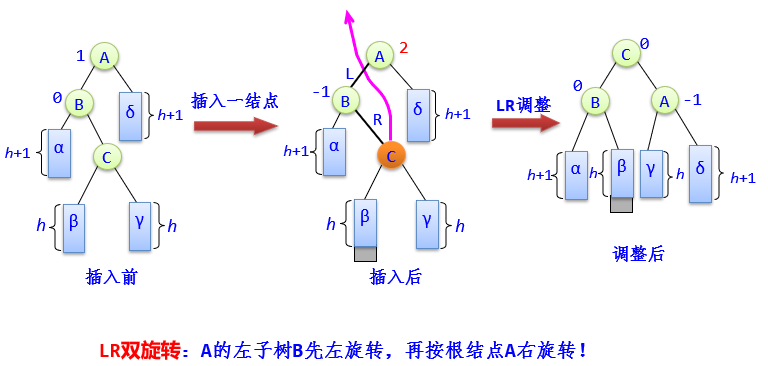 1 A
0 B
δ h+1
h+1 α
C
h β γ h
插入前
插入一结点
A 2
L
-1 B
R
δ h+1
h+1 α
C
h β γ h
插入后
LR调整
C 0
0 B A -1
h+1 α h β γ h δ h+1
调整后
LR双旋转：A的左子树B先左旋转，再按根结点A右旋转！